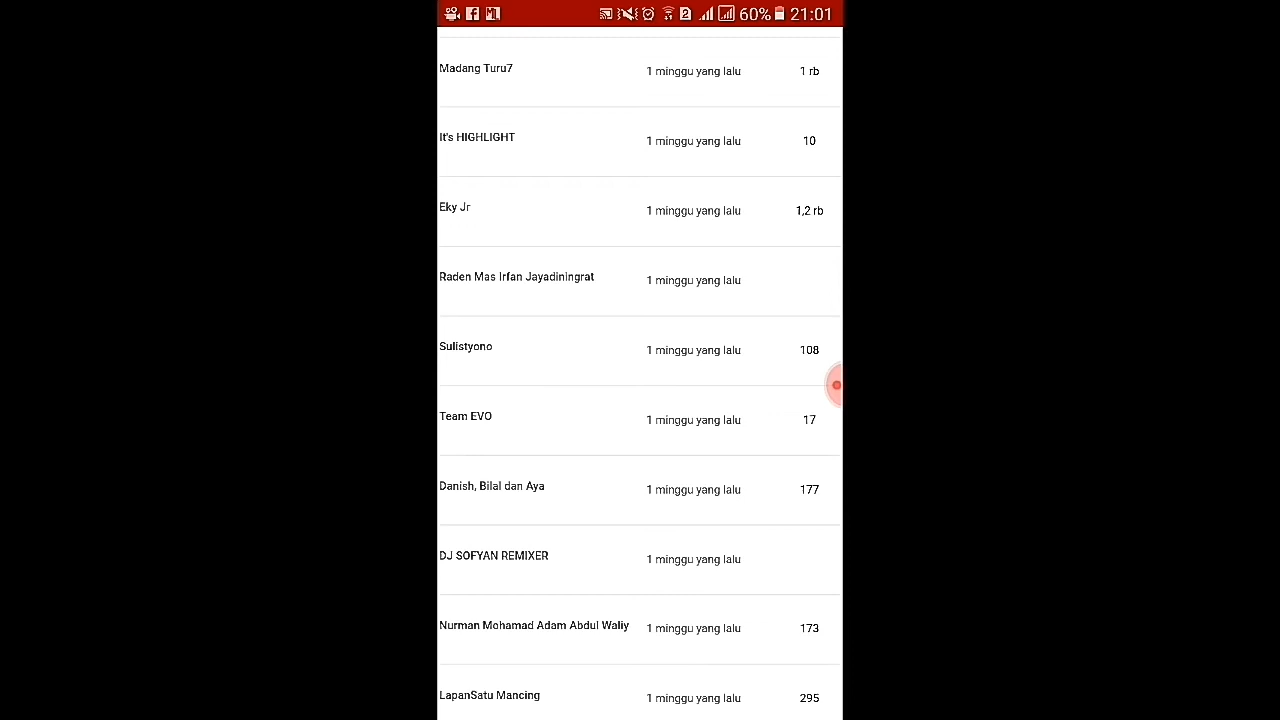 2 60% 21:01
Madang Turu7 1 minggu yang lalu 1 rb
It's HIGHLIGHT 1 minggu yang lalu 10
Eky Jr 1 minggu yang lalu 1,2 rb
Raden Mas Irfan Jayadiningrat 1 minggu yang lalu
Sulistyono 1 minggu yang lalu 108
Team EVO 1 minggu yang lalu 17
Danish, Bilal dan Aya 1 minggu yang lalu 177
DJ SOFYAN REMIXER 1 minggu yang lalu
Nurman Mohamad Adam Abdul Waliy 1 minggu yang lalu 173
LapanSatu Mancing 1 minggu yang lalu 295